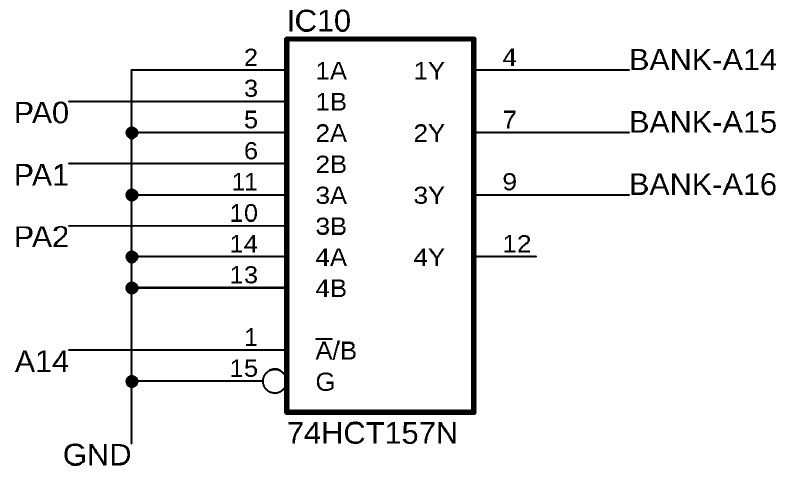 IC10
2 1A 1Y 4 BANK-A14
PA0 3 1B
5 2A 2Y 7 BANK-A15
PA1 6 2B
11 3A 3Y 9 BANK-A16
PA2 10 3B
14 4A 4Y 12
13 4B
A14 1 A̅/B
15 G
GND
74HCT157N